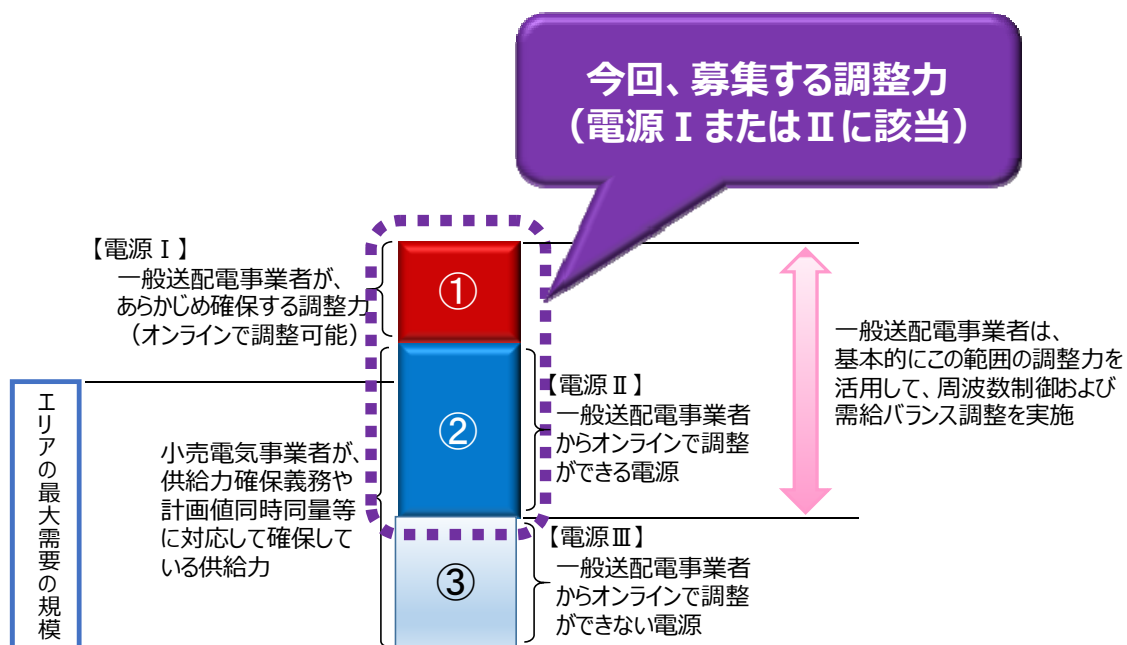 今回、募集する調整力
（電源Ⅰまたはⅱに該当）
【電源Ⅰ】
一般送配電事業者が、
あらかじめ確保する調整力
（オンラインで調整可能）
①
一般送配電事業者は、
基本的にこの範囲の調整力を
活用して、周波数制御および
需給バランス調整を実施
エリアの最大需要の規模
小売電気事業者が、
供給力確保義務や
計画値同時同量等
に対応して確保して
いる供給力
②
【電源Ⅱ】
一般送配電事業者
からオンラインで調整
ができる電源
③
【電源Ⅲ】
一般送配電事業者
からオンラインで調整
ができない電源